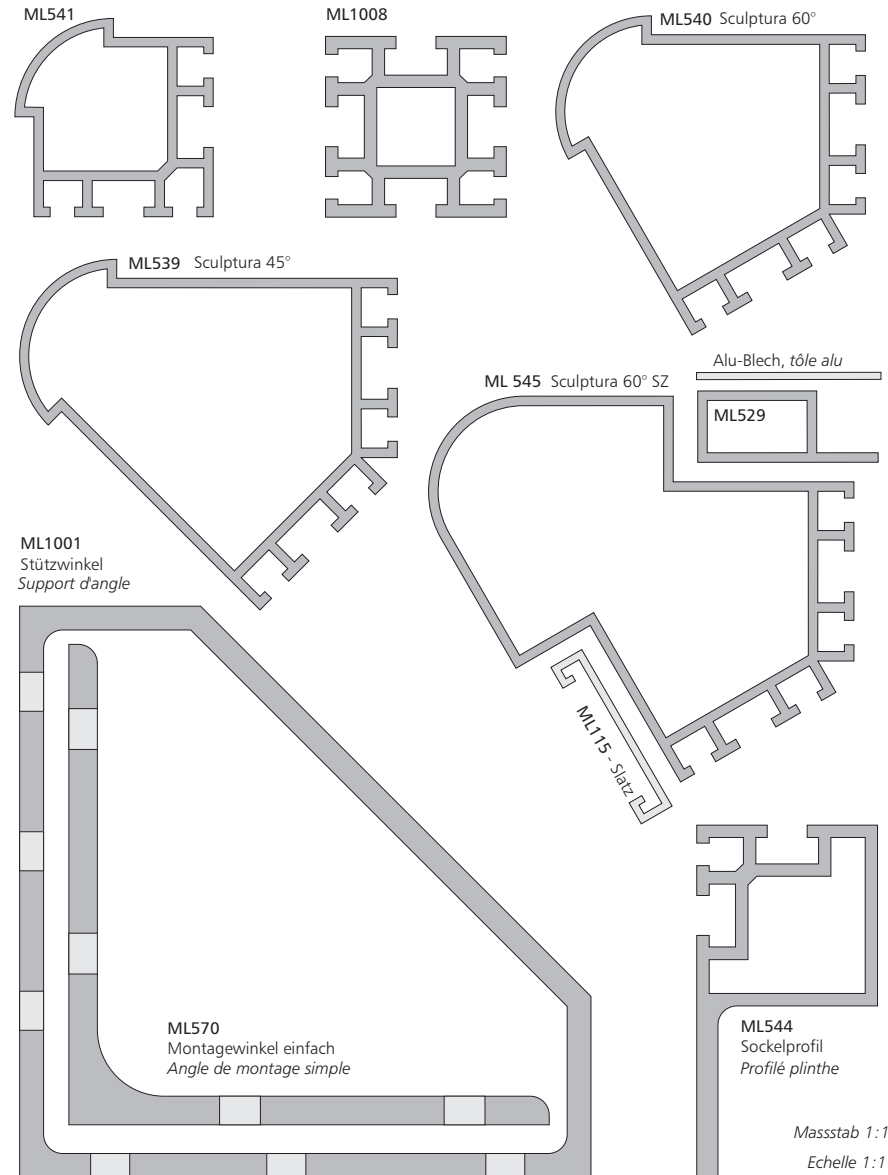 ML541
ML1008
ML540 Sculptura 60°
ML539 Sculptura 45°
Alu-Blech, tôle alu
ML 545 Sculptura 60° SZ
ML529
ML1001
Stützwinkel
Support d'angle
ML115 - Slatz
ML570
Montagewinkel einfach
Angle de montage simple
ML544
Sockelprofil
Profilé plinthe
Massstab 1:1
Echelle 1:1